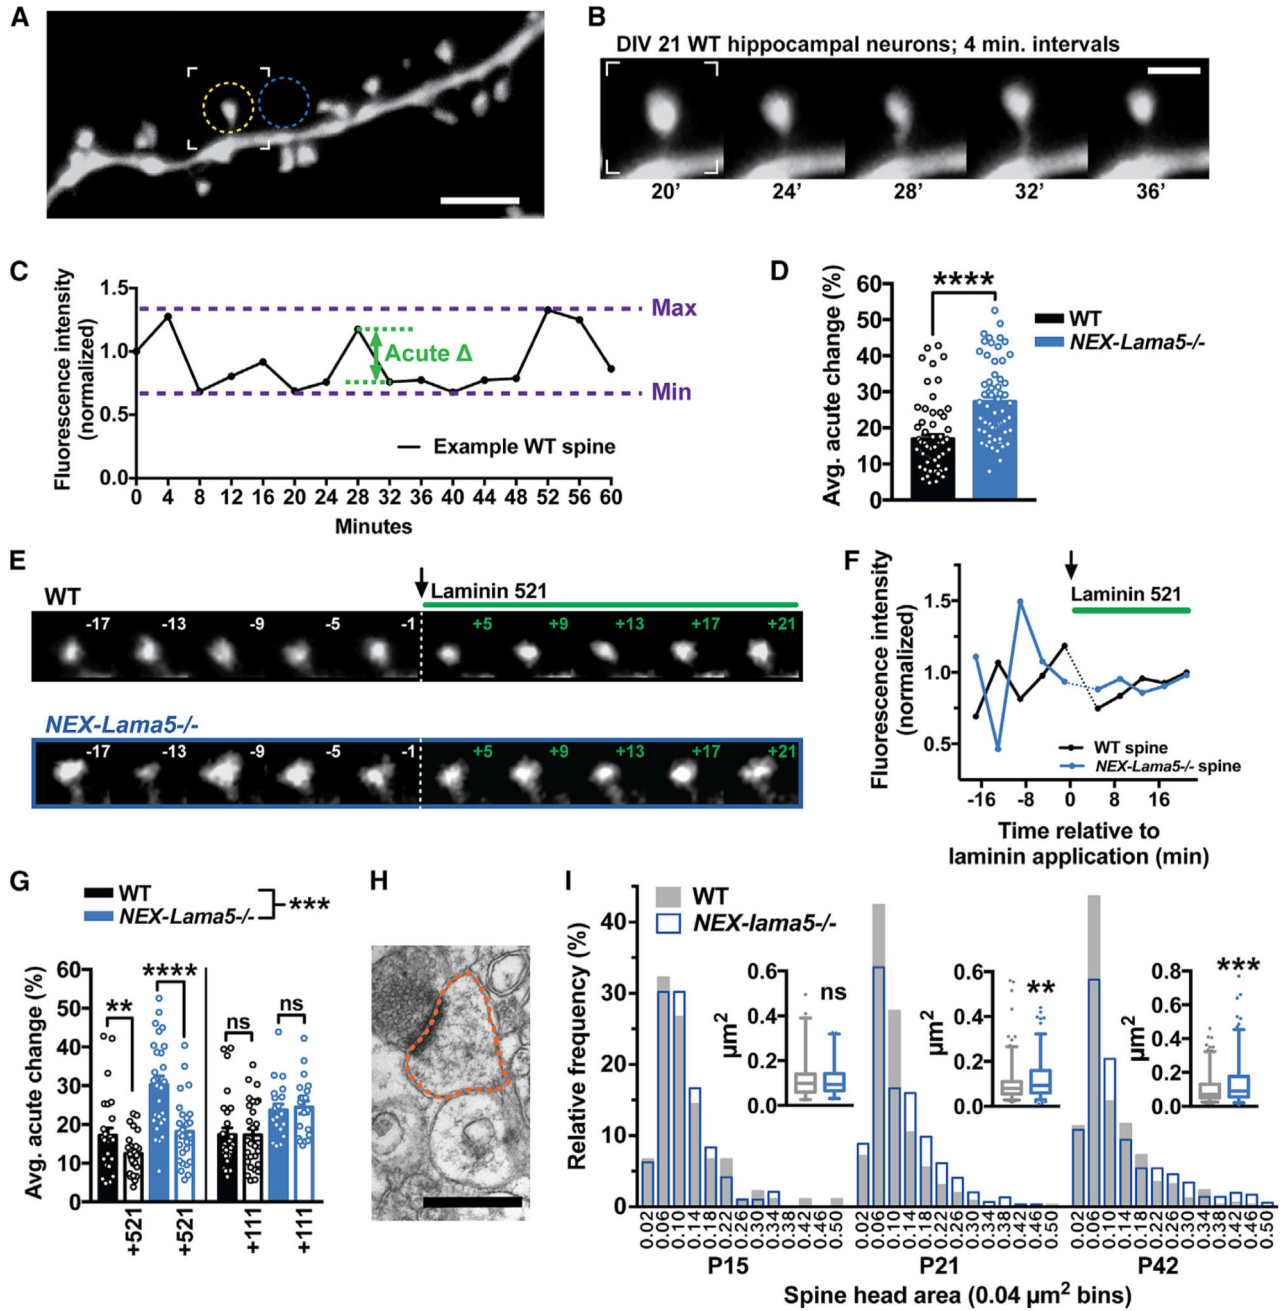 A
B
DIV 21 WT hippocampal neurons; 4 min. intervals
20’
24’
28’
32’
36’
C
Fluorescence intensity
(normalized)
1.5
1.0
0.5
0.0
Max
Acute Δ
Min
Example WT spine
0 4 8 12 16 20 24 28 32 36 40 44 48 52 56 60
Minutes
D
Avg. acute change (%)
60
50
40
30
20
10
0
****
WT
NEX-Lama5-/-
E
WT
Laminin 521
-17 -13 -9 -5 -1 +5 +9 +13 +17 +21
NEX-Lama5-/-
-17 -13 -9 -5 -1 +5 +9 +13 +17 +21
F
Fluorescence intensity
(normalized)
1.5
1.0
0.5
Laminin 521
WT spine
NEX-Lama5-/- spine
-16 -8 0 8 16
Time relative to
laminin application (min)
G
WT
NEX-Lama5-/-
***
Avg. acute change (%)
60
50
40
30
20
10
0
**
****
ns
ns
+521
+521
+111
+111
H
I
WT
NEX-lama5-/-
Relative frequency (%)
40
30
20
10
0
µm²
0.6
0.4
0.2
0.0
ns
µm²
0.6
0.4
0.2
0.0
**
µm²
0.8
0.6
0.4
0.2
0.0
***
0.02 0.06 0.10 0.14 0.18 0.22 0.26 0.30 0.34 0.38 0.42 0.46 0.50
0.02 0.06 0.10 0.14 0.18 0.22 0.26 0.30 0.34 0.38 0.42 0.46 0.50
0.02 0.06 0.10 0.14 0.18 0.22 0.26 0.30 0.34 0.38 0.42 0.46 0.50
P15
P21
P42
Spine head area (0.04 µm² bins)